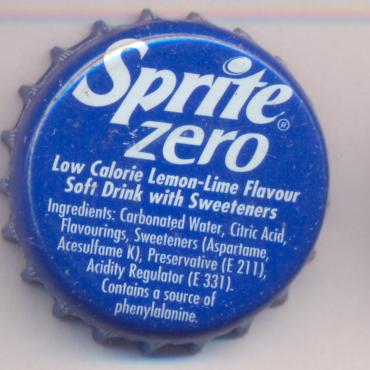 Sprite®
zero
Low Calorie Lemon-Lime Flavour
Soft Drink with Sweeteners
Ingredients: Carbonated Water, Citric Acid,
Flavourings, Sweeteners (Aspartame,
Acesulfame K), Preservative (E 211),
Acidity Regulator (E 331).
Contains a source of
phenylalanine.